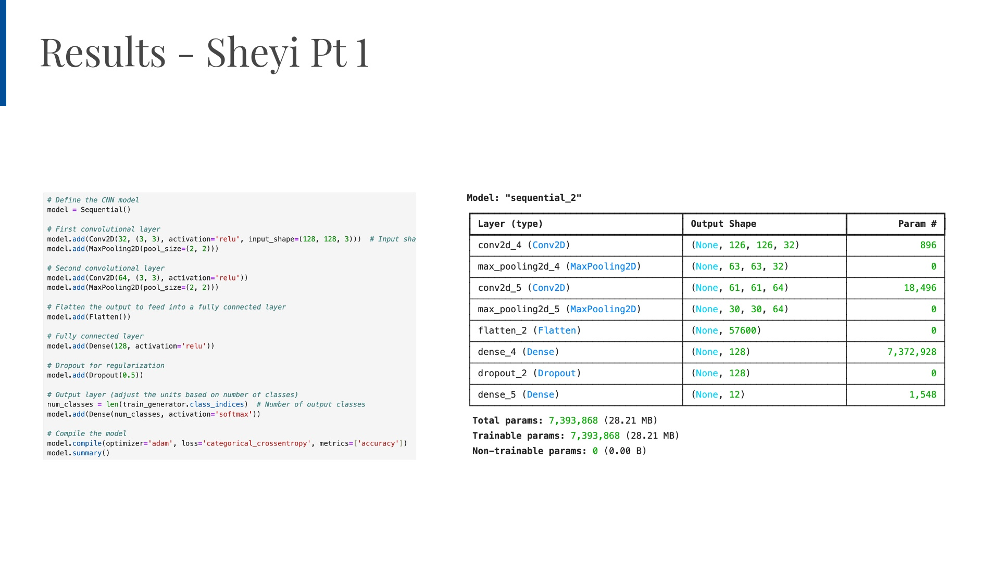 Results - Sheyi Pt 1
# Define the CNN model
model = Sequential()
# First convolutional layer
model.add(Conv2D(32, (3, 3), activation='relu', input_shape=(128, 128, 3)))  # Input sha
model.add(MaxPooling2D(pool_size=(2, 2)))
# Second convolutional layer
model.add(Conv2D(64, (3, 3), activation='relu'))
model.add(MaxPooling2D(pool_size=(2, 2)))
# Flatten the output to feed into a fully connected layer
model.add(Flatten())
# Fully connected layer
model.add(Dense(128, activation='relu'))
# Dropout for regularization
model.add(Dropout(0.5))
# Output layer (adjust the units based on number of classes)
num_classes = len(train_generator.class_indices)  # Number of output classes
model.add(Dense(num_classes, activation='softmax'))
# Compile the model
model.compile(optimizer='adam', loss='categorical_crossentropy', metrics=['accuracy'])
model.summary()
Model: "sequential_2"
Layer (type) Output Shape Param #
conv2d_4 (Conv2D) (None, 126, 126, 32) 896
max_pooling2d_4 (MaxPooling2D) (None, 63, 63, 32) 0
conv2d_5 (Conv2D) (None, 61, 61, 64) 18,496
max_pooling2d_5 (MaxPooling2D) (None, 30, 30, 64) 0
flatten_2 (Flatten) (None, 57600) 0
dense_4 (Dense) (None, 128) 7,372,928
dropout_2 (Dropout) (None, 128) 0
dense_5 (Dense) (None, 12) 1,548
Total params: 7,393,868 (28.21 MB)
Trainable params: 7,393,868 (28.21 MB)
Non-trainable params: 0 (0.00 B)